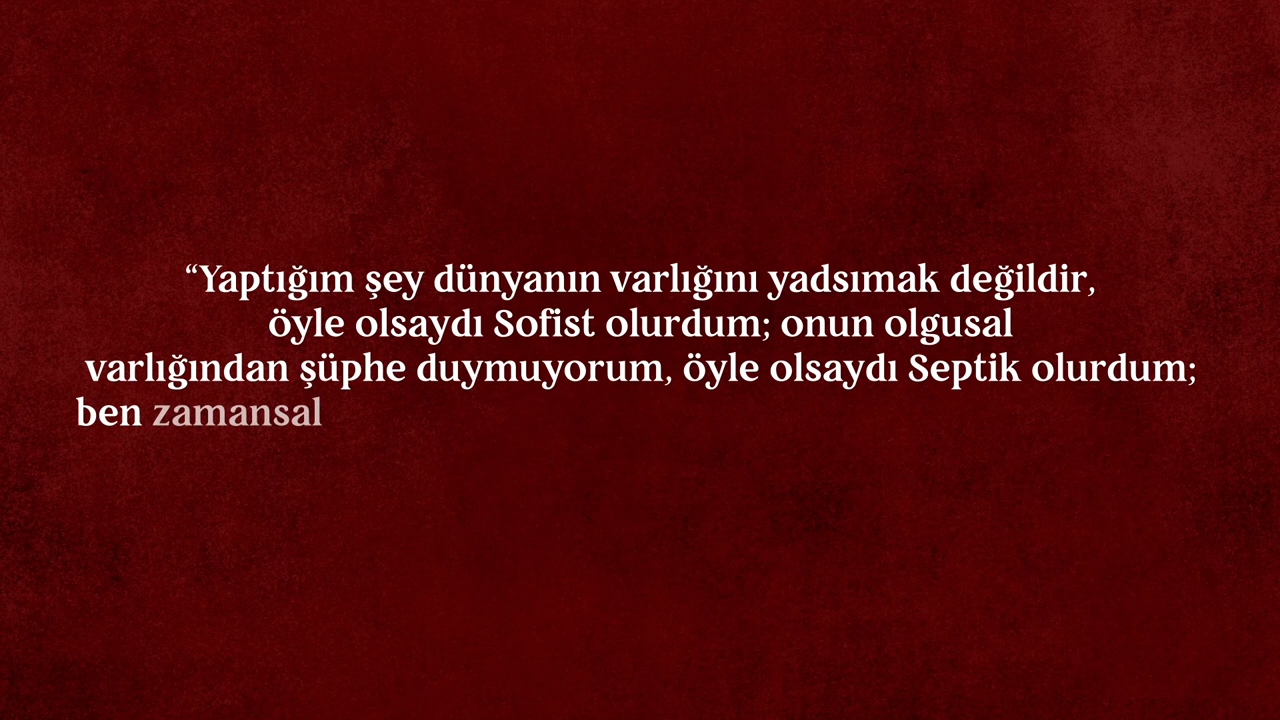 “Yaptığım şey dünyanın varlığını yadsımak değildir,
öyle olsaydı Sofist olurdum; onun olgusal
varlığından şüphe duymuyorum, öyle olsaydı Septik olurdum;
ben zamansal